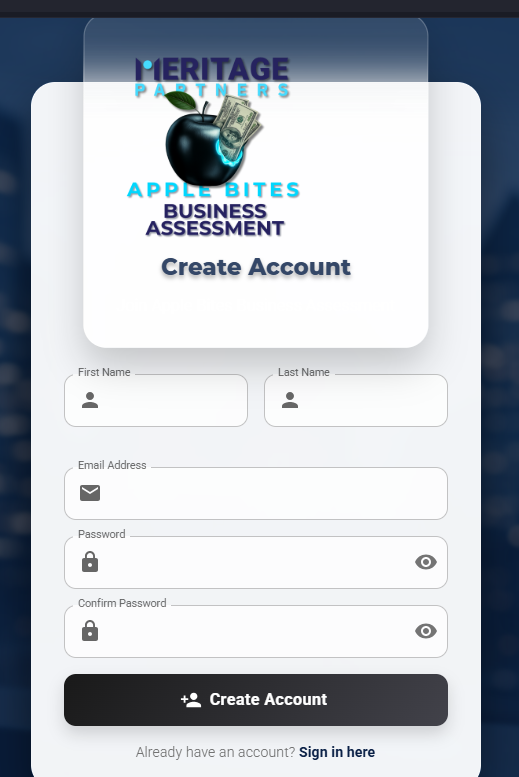 MERITAGE
PARTNERS
APPLE BITES
BUSINESS
ASSESSMENT
Create Account
First Name
Last Name
Email Address
Password
Confirm Password
Create Account
Already have an account? Sign in here